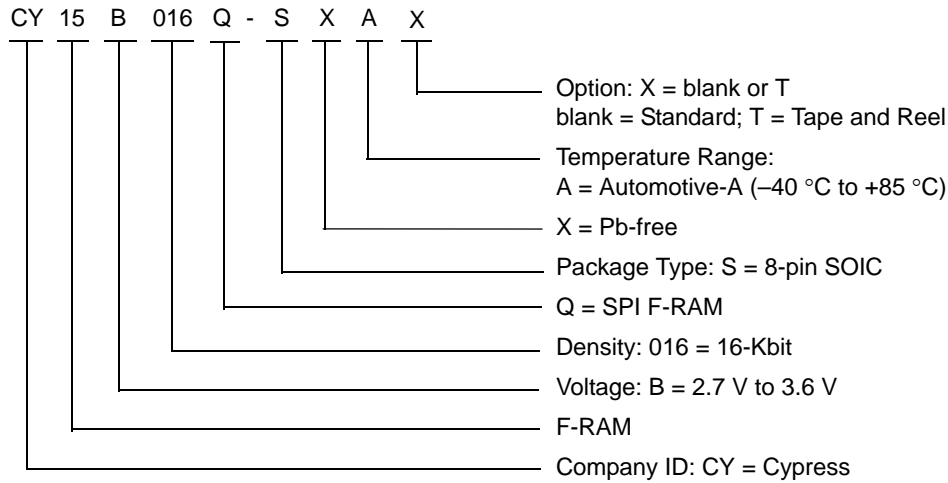 CY 15 B 016 Q - S X A X
Option: X = blank or T
blank = Standard; T = Tape and Reel
Temperature Range:
A = Automotive-A (–40 °C to +85 °C)
X = Pb-free
Package Type: S = 8-pin SOIC
Q = SPI F-RAM
Density: 016 = 16-Kbit
Voltage: B = 2.7 V to 3.6 V
F-RAM
Company ID: CY = Cypress